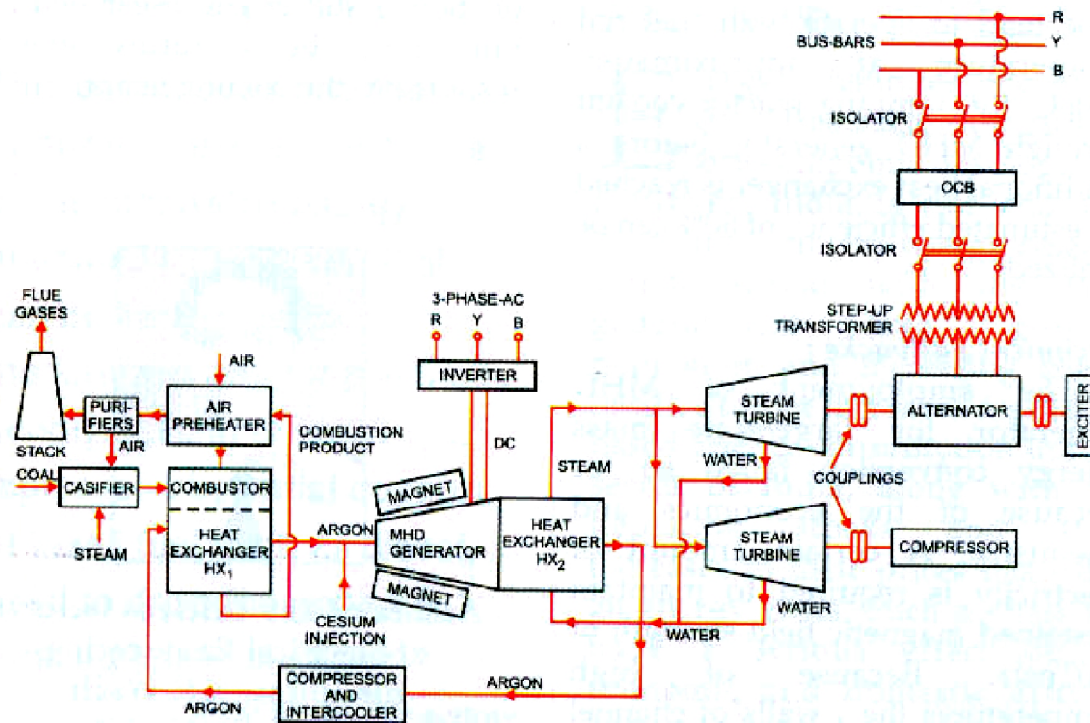 R
BUS-BARS
Y
B
ISOLATOR
OCB
ISOLATOR
STEP-UP
TRANSFORMER
FLUE
GASES
3-PHASE-AC
R Y B
INVERTER
AIR
PURI-
FIERS
AIR
PREHEATER
STACK
AIR
COMBUSTION
PRODUCT
DC
STEAM
STEAM
TURBINE
ALTERNATOR
EXCITER
WATER
COUPLINGS
COAL
CASIFIER
COMBUSTOR
STEAM
HEAT
EXCHANGER
HX1
ARGON
MAGNET
MHD
GENERATOR
MAGNET
HEAT
EXCHANGER
HX2
STEAM
TURBINE
COMPRESSOR
WATER
WATER
CESIUM
INJECTION
COMPRESSOR
AND
INTERCOOLER
ARGON
ARGON